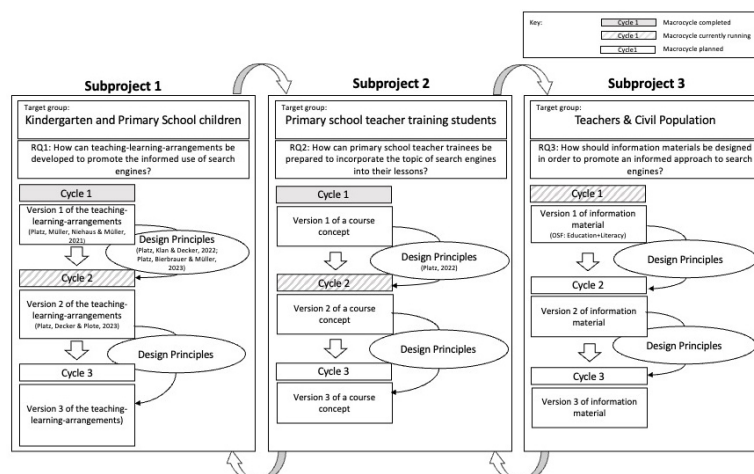 Key:
Cycle 1
Macrocycle completed
Cycle 1
Macrocycle currently running
Cycle1
Macrocycle planned
Subproject 1
Target group:
Kindergarten and Primary School children
RQ1: How can teaching-learning-arrangements be
developed to promote the informed use of search
engines?
Cycle 1
Version 1 of the teaching-
learning-arrangements
(Platz, Müller, Niehaus & Müller,
2021)
Design Principles
(Platz, Klan & Decker, 2022;
Platz, Bierbrauer & Müller,
2023)
Cycle 2
Version 2 of the teaching-
learning-arrangements
(Platz, Decker & Plote, 2023)
Design Principles
Cycle 3
Version 3 of the teaching-
learning-arrangements)
Subproject 2
Target group:
Primary school teacher training students
RQ2: How can primary school teacher trainees be
prepared to incorporate the topic of search engines
into their lessons?
Cycle 1
Version 1 of a course
concept
Design Principles
(Platz, 2022)
Cycle 2
Version 2 of a course
concept
Design Principles
Cycle 3
Version 3 of a course
concept
Subproject 3
Target group:
Teachers & Civil Population
RQ3: How should information materials be designed
in order to promote an informed approach to search
engines?
Cycle 1
Version 1 of information
material
(OSF: Education+Literacy)
Design Principles
Cycle 2
Version 2 of information
material
Design Principles
Cycle 3
Version 3 of information
material